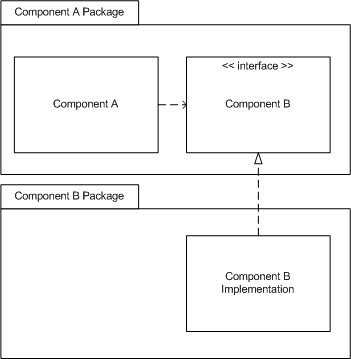 Component A Package
Component A
<< interface >>
Component B
Component B Package
Component B
Implementation